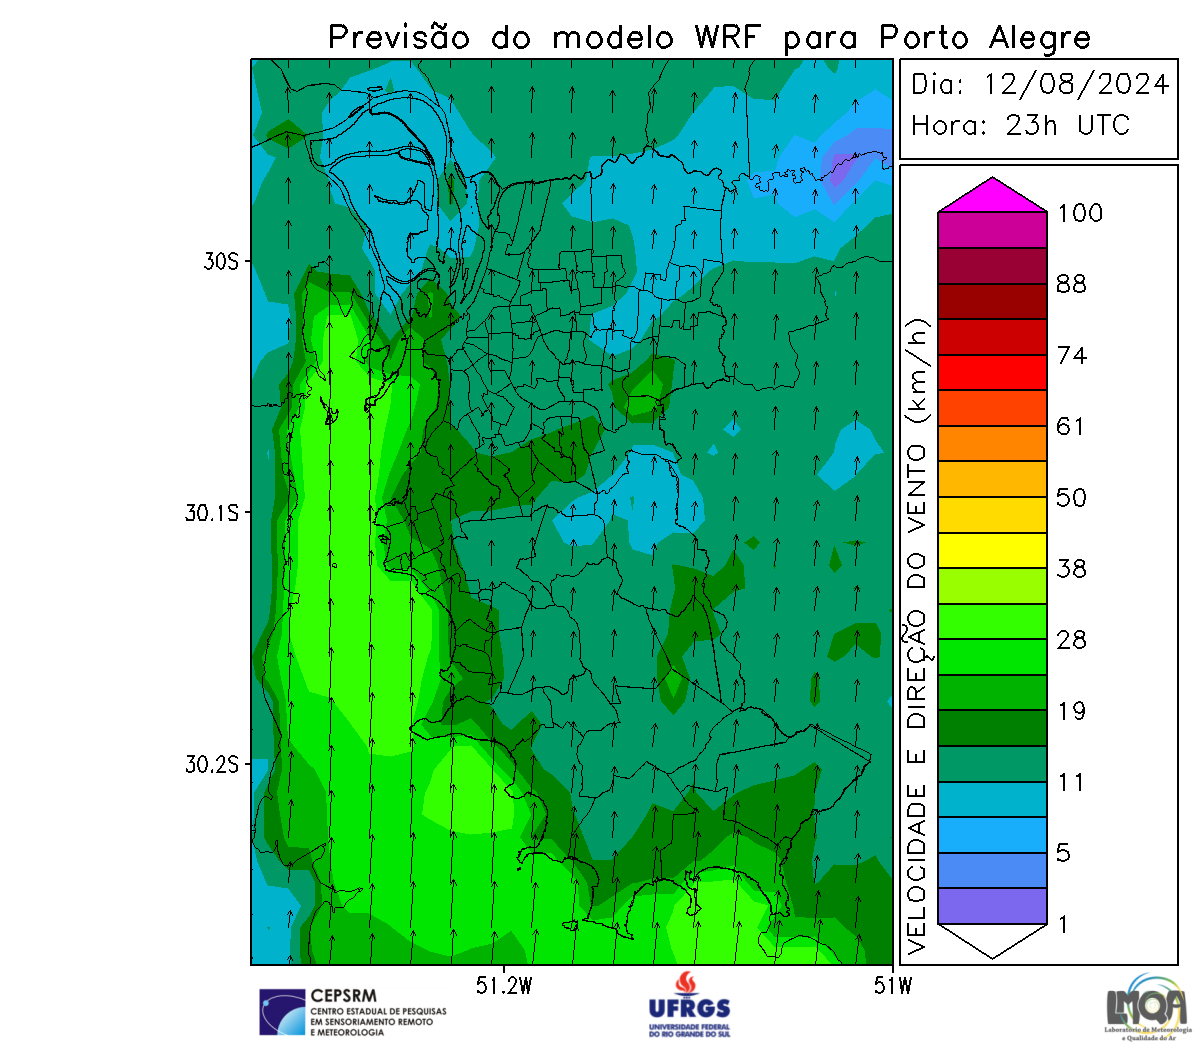 Previsão do modelo WRF para Porto Alegre
Dia: 12/08/2024
Hora: 23h UTC
30S
30.1S
30.2S
51.2W
51W
VELOCIDADE E DIREÇÃO DO VENTO (km/h)
100
88
74
61
50
38
28
19
11
5
1
CEPSRM
CENTRO ESTADUAL DE PESQUISAS
EM SENSORIAMENTO REMOTO
E METEOROLOGIA
UFRGS
UNIVERSIDADE FEDERAL
DO RIO GRANDE DO SUL
LMQA
Laboratório de Meteorologia
e Qualidade do Ar